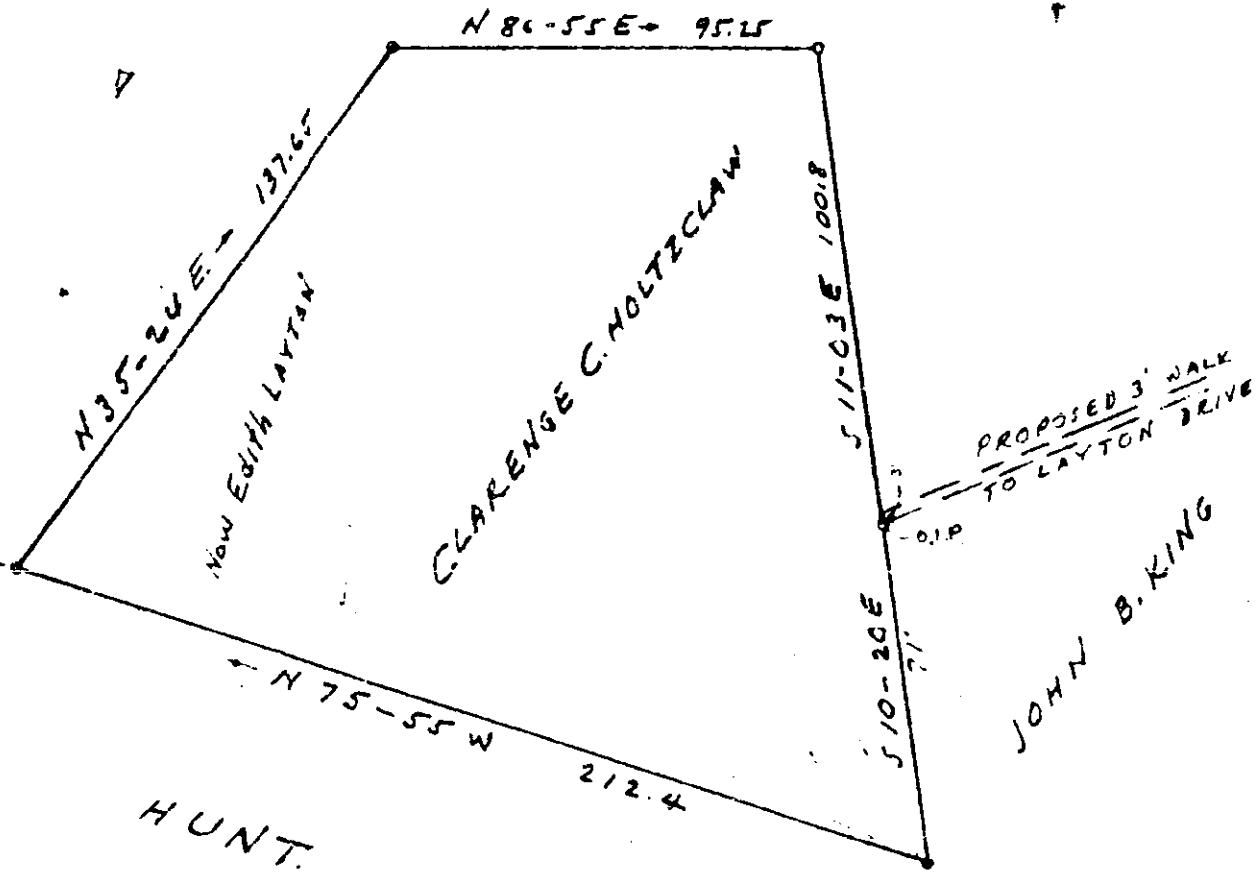 N 86-55 E 95.25
N 35-24 E. 137.65
NOW Edith LAYTON
CLARENCE C. HOLTZCLAW
S 11-03 E 100.8
PROPOSED 3' WALK
TO LAYTON DRIVE
-O.I.P
S 10-20 E
71'
JOHN B. KING
N 75-55 W
212.4
HUNT.